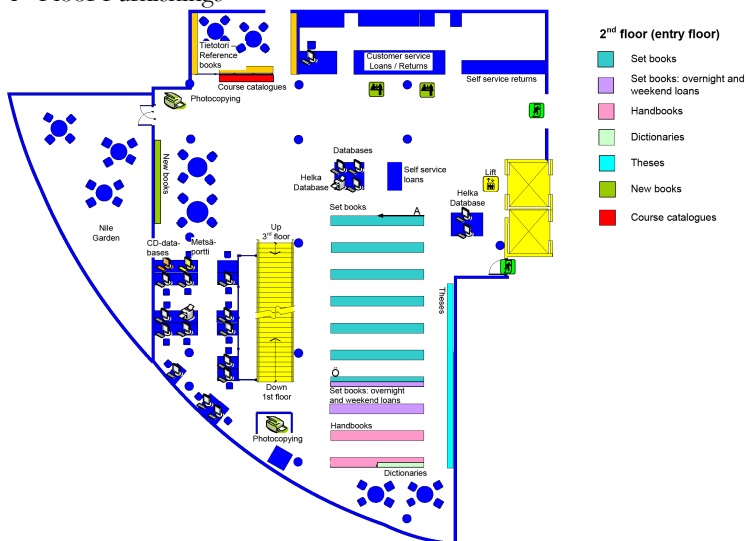 Floor Furnishings
Tietotori –
Reference
books
Course catalogues
Photocopying
Customer service
Loans / Returns
Self service returns
New books
Nile
Garden
Databases
Helka
Database
Self service
loans
Lift
Helka
Database
Set books
A
Up
3rd floor
CD-data-
bases
Metsä-
portti
Theses
Ö
Set books: overnight
and weekend loans
Down
1st floor
Handbooks
Photocopying
Dictionaries
2nd floor (entry floor)
Set books
Set books: overnight and
weekend loans
Handbooks
Dictionaries
Theses
New books
Course catalogues